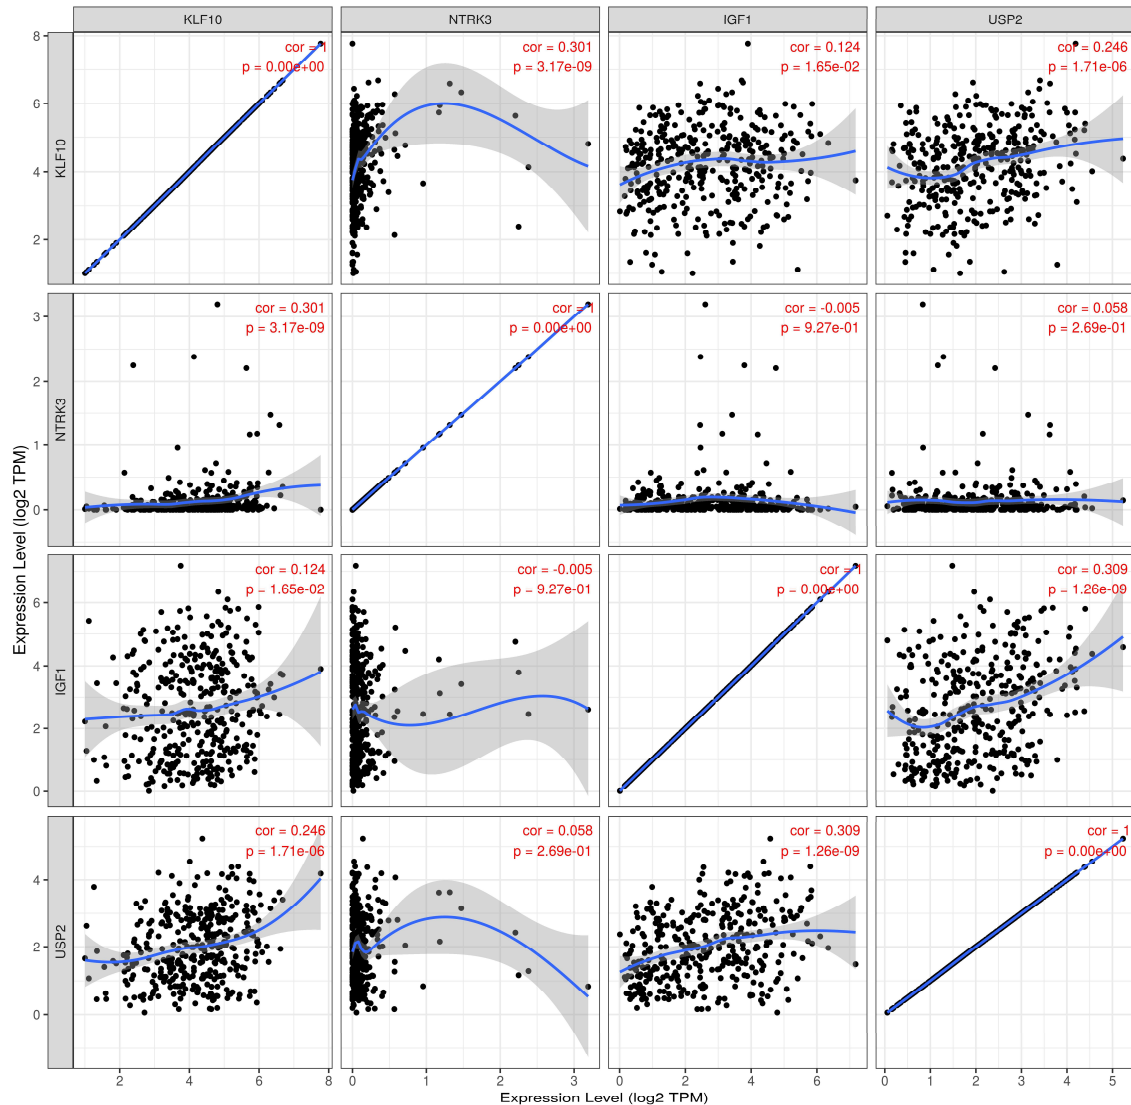 KLF10 NTRK3 IGF1 USP2
KLF10
8
6
4
2
cor = 1
p = 0.00e+00
cor = 0.301
p = 3.17e-09
cor = 0.124
p = 1.65e-02
cor = 0.246
p = 1.71e-06
NTRK3
3
2
1
0
cor = 0.301
p = 3.17e-09
cor = 1
p = 0.00e+00
cor = -0.005
p = 9.27e-01
cor = 0.058
p = 2.69e-01
Expression Level (log2 TPM)
IGF1
6
4
2
0
cor = 0.124
p = 1.65e-02
cor = -0.005
p = 9.27e-01
cor = 1
p = 0.00e+00
cor = 0.309
p = 1.26e-09
USP2
4
2
0
cor = 0.246
p = 1.71e-06
cor = 0.058
p = 2.69e-01
cor = 0.309
p = 1.26e-09
cor = 1
p = 0.00e+00
2 4 6 8 0 1 2 3 0 2 4 6 0 1 2 3 4 5
Expression Level (log2 TPM)